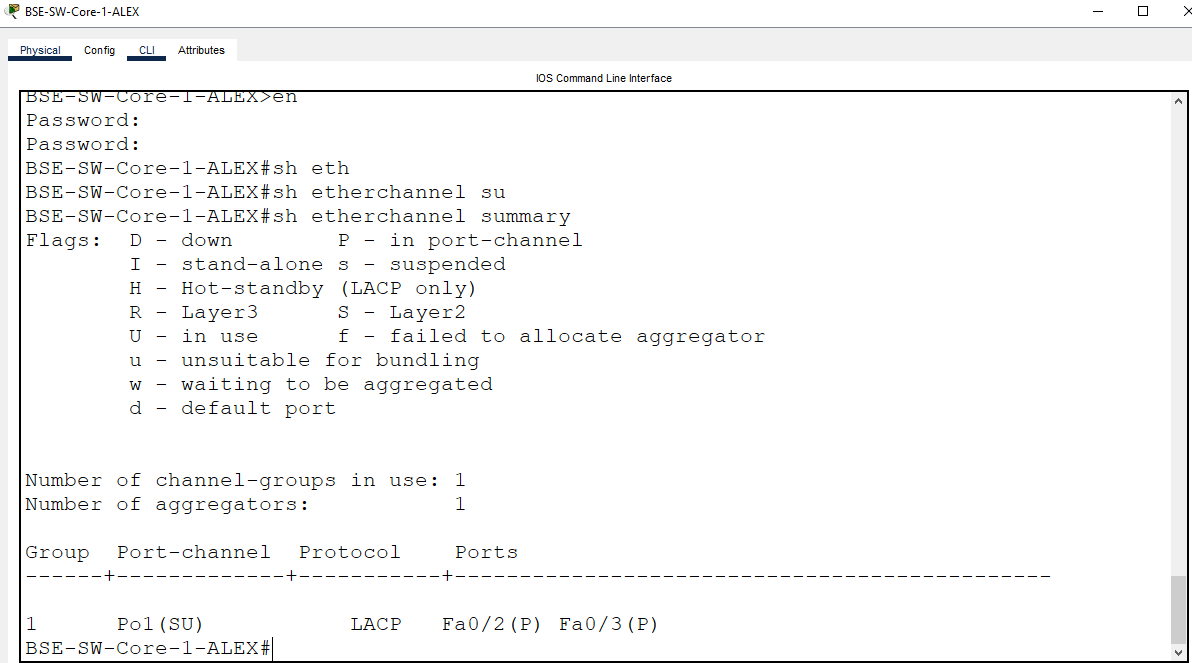 BSE-SW-Core-1-ALEX
Physical Config CLI Attributes
IOS Command Line Interface
BSE-SW-Core-1-ALEX>en
Password:
Password:
BSE-SW-Core-1-ALEX#sh eth
BSE-SW-Core-1-ALEX#sh etherchannel su
BSE-SW-Core-1-ALEX#sh etherchannel summary
Flags:  D - down        P - in port-channel
        I - stand-alone s - suspended
        H - Hot-standby (LACP only)
        R - Layer3      S - Layer2
        U - in use      f - failed to allocate aggregator
        u - unsuitable for bundling
        w - waiting to be aggregated
        d - default port
Number of channel-groups in use: 1
Number of aggregators:           1
Group  Port-channel  Protocol    Ports
------+-------------+-----------+----------------------------------------------
1      Po1(SU)           LACP   Fa0/2(P) Fa0/3(P)
BSE-SW-Core-1-ALEX#